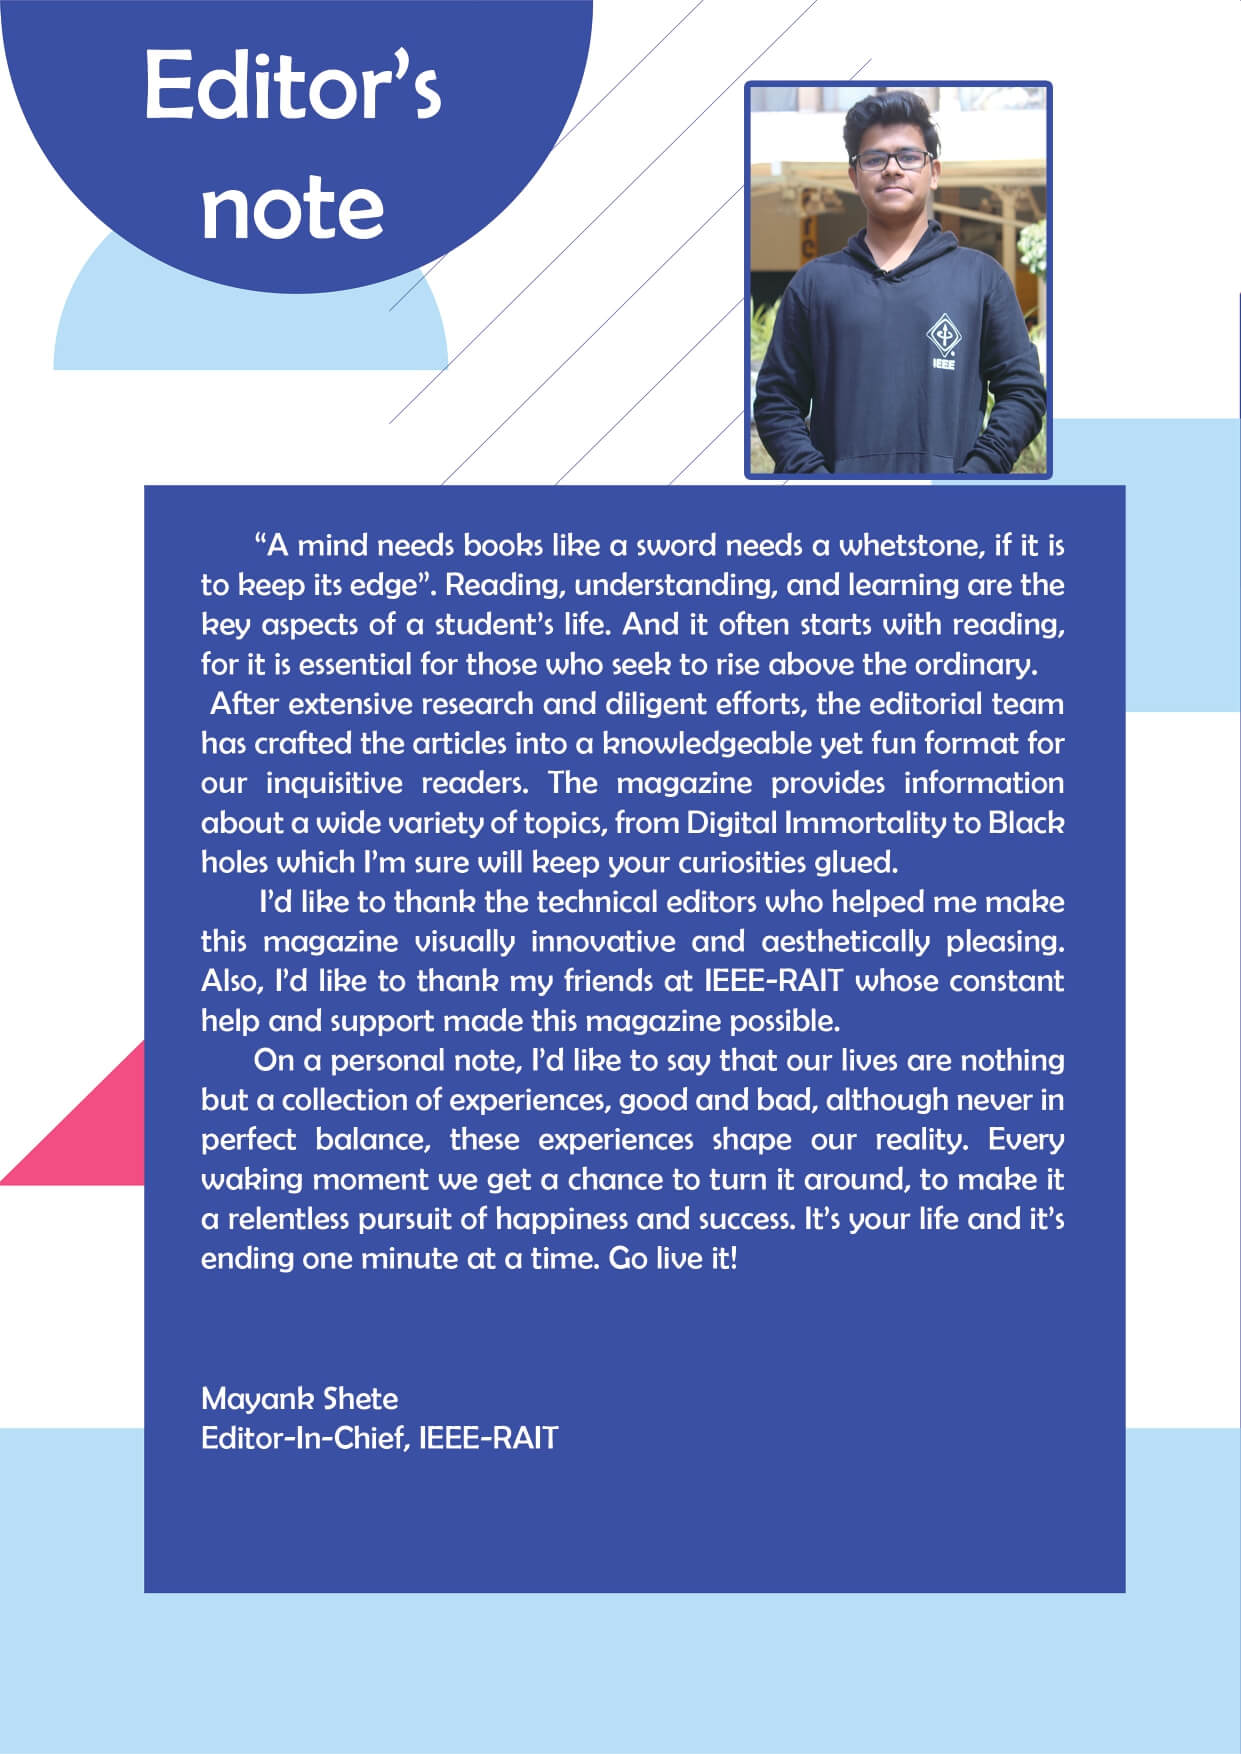 Editor’s
note
IEEE
“A mind needs books like a sword needs a whetstone, if it is
to keep its edge”. Reading, understanding, and learning are the
key aspects of a student’s life. And it often starts with reading,
for it is essential for those who seek to rise above the ordinary.
After extensive research and diligent efforts, the editorial team
has crafted the articles into a knowledgeable yet fun format for
our inquisitive readers. The magazine provides information
about a wide variety of topics, from Digital Immortality to Black
holes which I’m sure will keep your curiosities glued.
I’d like to thank the technical editors who helped me make
this magazine visually innovative and aesthetically pleasing.
Also, I’d like to thank my friends at IEEE-RAIT whose constant
help and support made this magazine possible.
On a personal note, I’d like to say that our lives are nothing
but a collection of experiences, good and bad, although never in
perfect balance, these experiences shape our reality. Every
waking moment we get a chance to turn it around, to make it
a relentless pursuit of happiness and success. It’s your life and it’s
ending one minute at a time. Go live it!
Mayank Shete
Editor-In-Chief, IEEE-RAIT